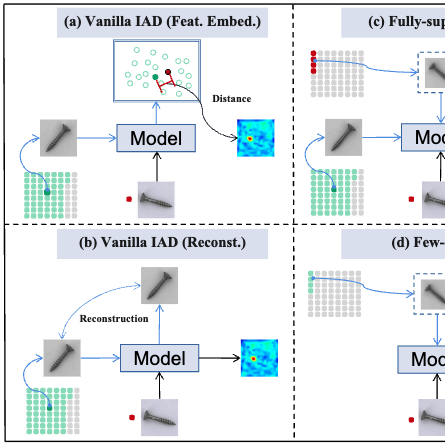 (a) Vanilla IAD (Feat. Embed.)
Distance
Model
(b) Vanilla IAD (Reconst.)
Reconstruction
Model
(c) Fully-sup
Mod
(d) Few-
Mod